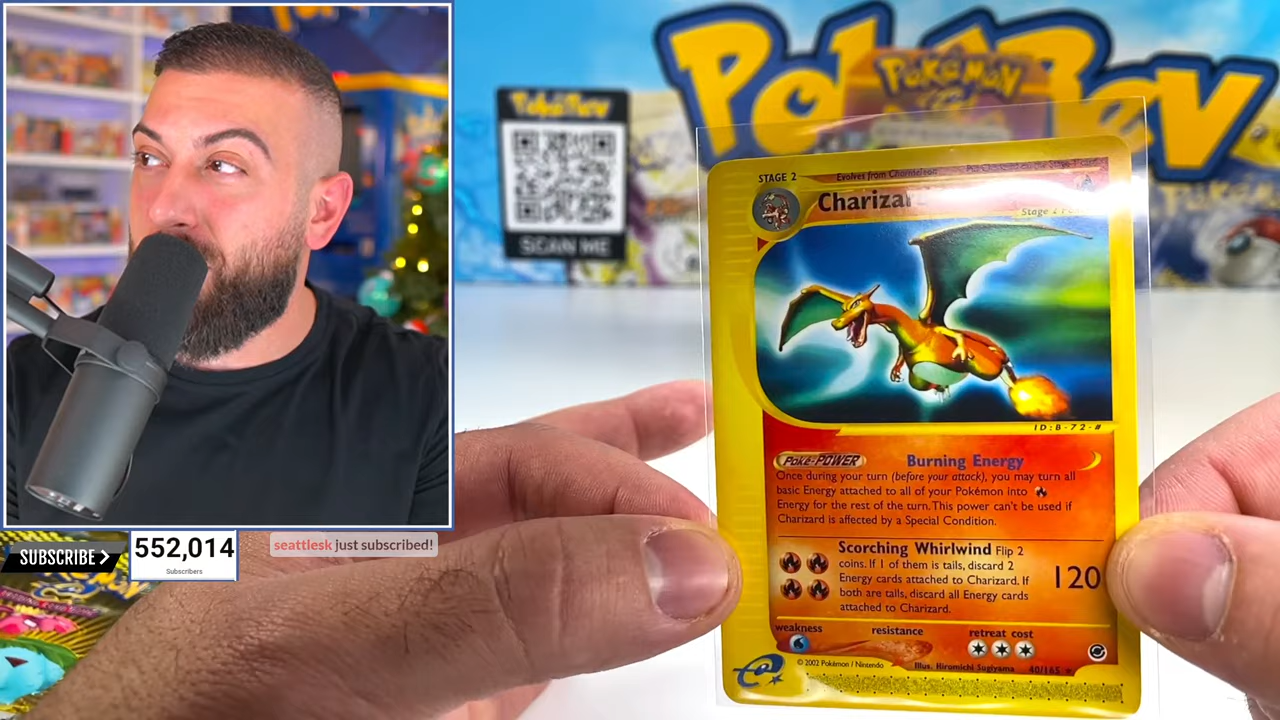 PokéRev
Pokémon
PokéRev
SCAN ME
STAGE 2
Evolves from Charmeleon
Charizard
Stage
ID:B-72-#
Poké-POWER Burning Energy
Once during your turn (before your attack), you may turn all
basic Energy attached to all of your Pokémon into
Energy for the rest of the turn. This power can't be used if
Charizard is affected by a Special Condition.
Scorching Whirlwind Flip 2
coins. If 1 of them is tails, discard 2
Energy cards attached to Charizard. If
both are tails, discard all Energy cards
attached to Charizard.
120
weakness resistance retreat cost
© 2002 Pokémon / Nintendo Illus. Hiromichi Sugiyama 40/165
SUBSCRIBE >
552,014
Subscribers
seattlesk just subscribed!